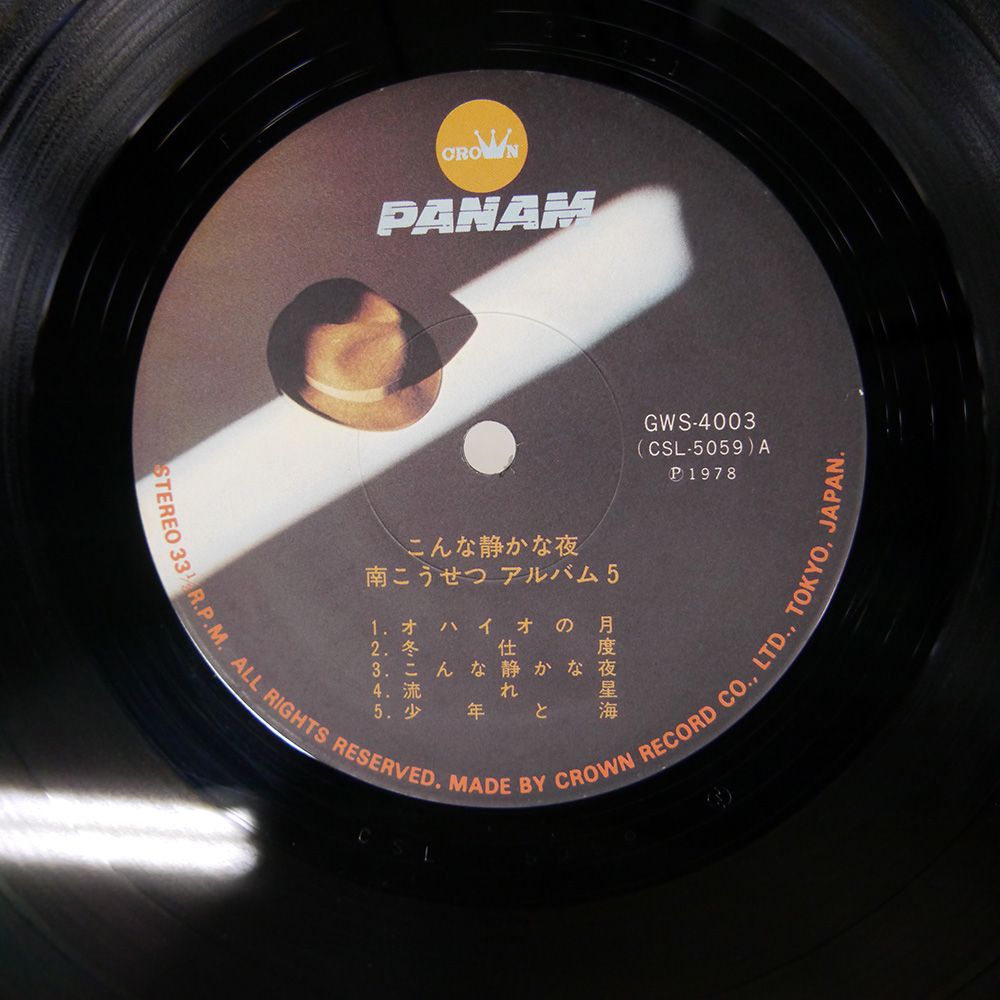 CROWN
PANAM
GWS-4003
(CSL-5059) A
Ⓟ1978
こんな静かな夜
南こうせつ アルバム 5
1. オハイオの月
2. 冬仕度
3. こんな静かな夜
4. 流れ星
5. 少年と海
STEREO 33⅓ R.P.M. ALL RIGHTS RESERVED. MADE BY CROWN RECORD CO., LTD., TOKYO, JAPAN.
CSL